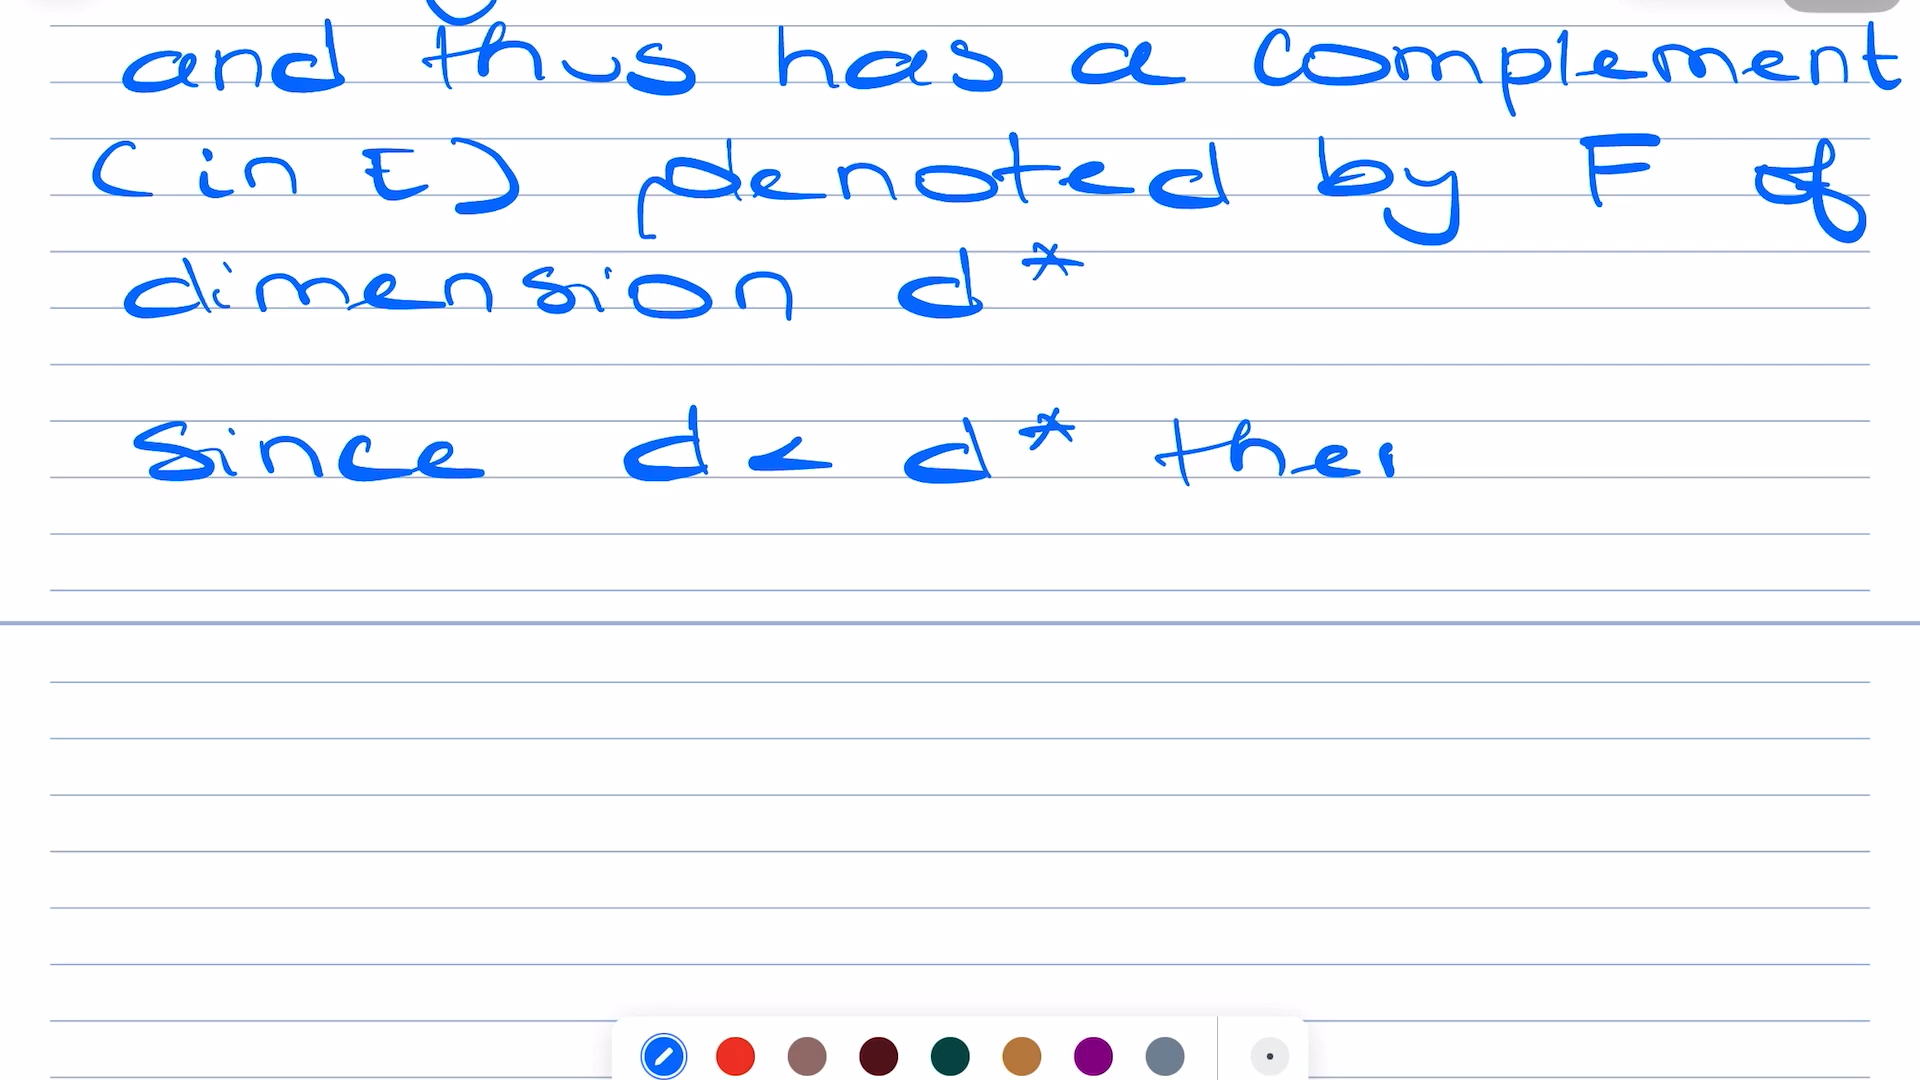 and thus has a complement
(in E) denoted by F of
dimension d*
Since d < d* then